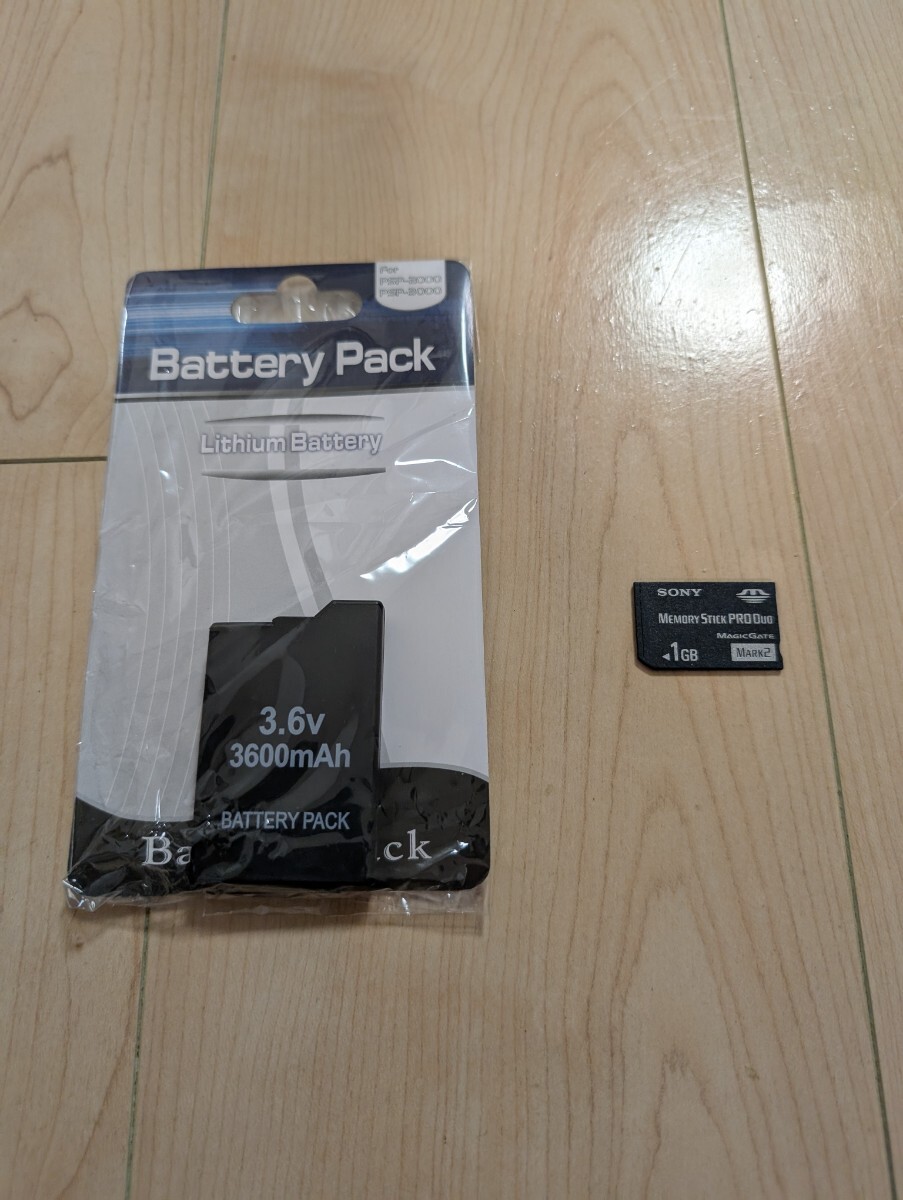 For
PSP-2000
PSP-3000
Battery Pack
Lithium Battery
3.6v
3600mAh
BATTERY PACK
Ba ck
SONY
MEMORY STICK PRO DUO
MAGICGATE
1GB
MARK2